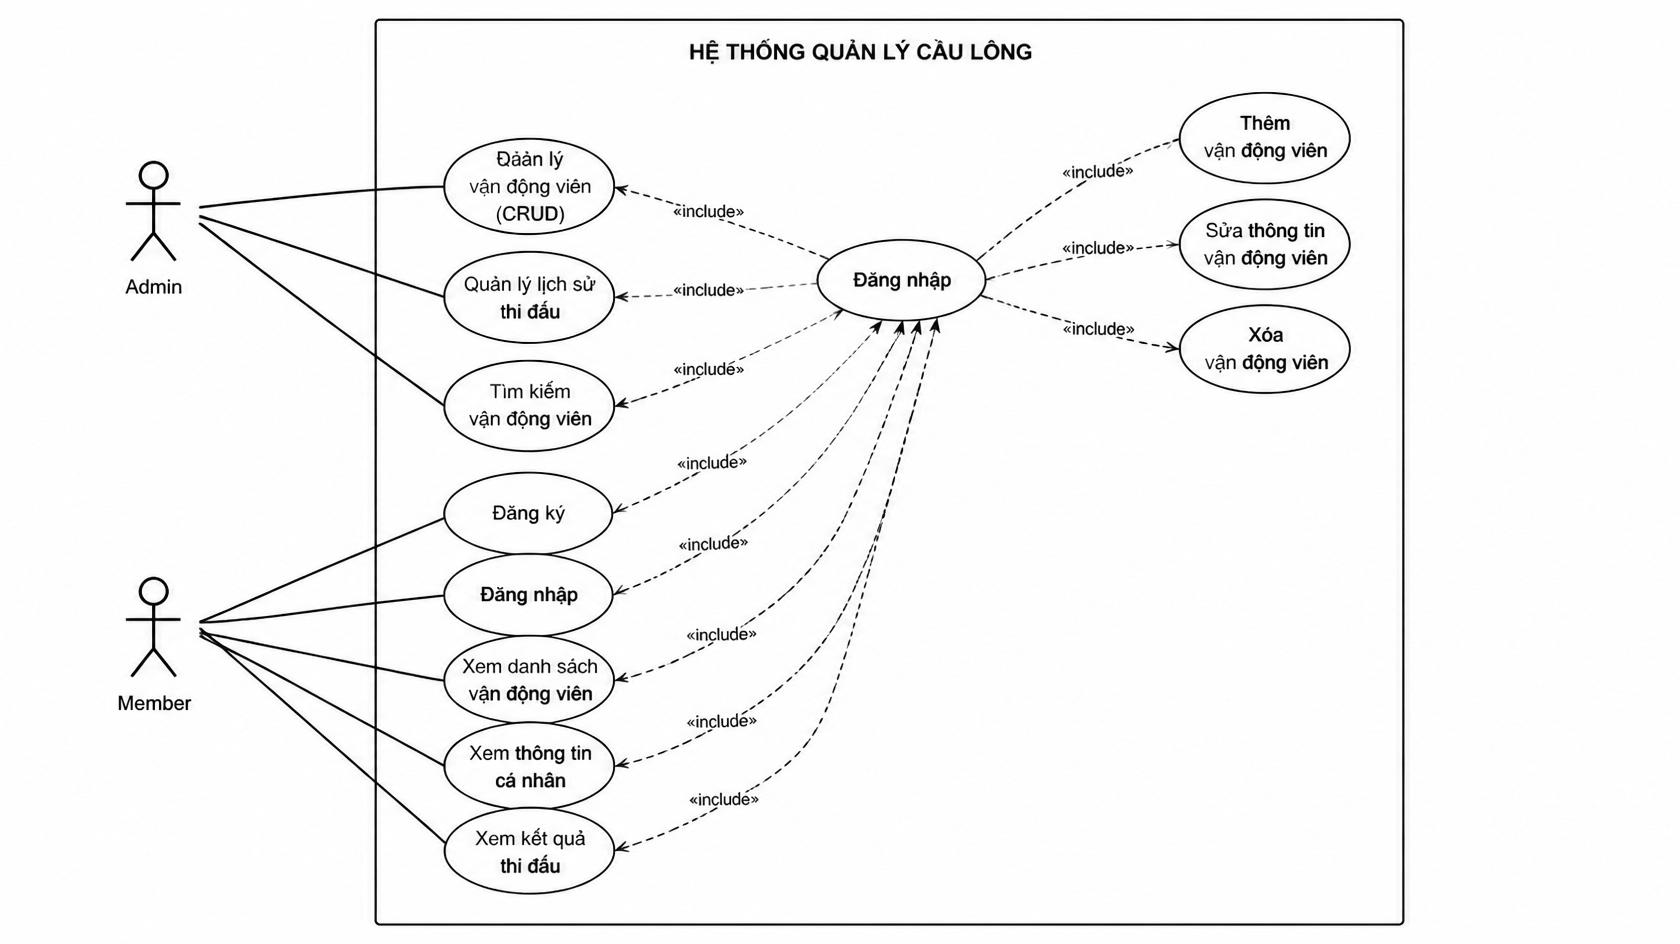 HỆ THỐNG QUẢN LÝ CẦU LÔNG
Admin
Member
Đảản lý
vận động viên
(CRUD)
Quản lý lịch sử
thi đấu
Tìm kiếm
vận động viên
Đăng ký
Đăng nhập
Xem danh sách
vận động viên
Xem thông tin
cá nhân
Xem kết quả
thi đấu
«include»
«include»
«include»
«include»
«include»
«include»
«include»
«include»
Đăng nhập
«include»
«include»
«include»
Thêm
vận động viên
Sửa thông tin
vận động viên
Xóa
vận động viên